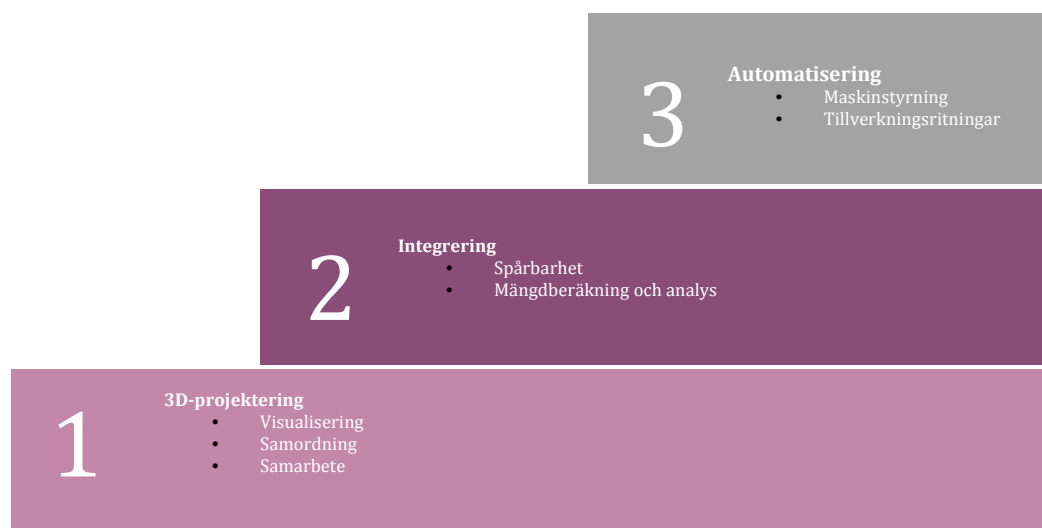 3
Automatisering
• Maskinstyrning
• Tillverkningsritningar
2
Integrering
• Spårbarhet
• Mängdberäkning och analys
1
3D-projektering
• Visualisering
• Samordning
• Samarbete